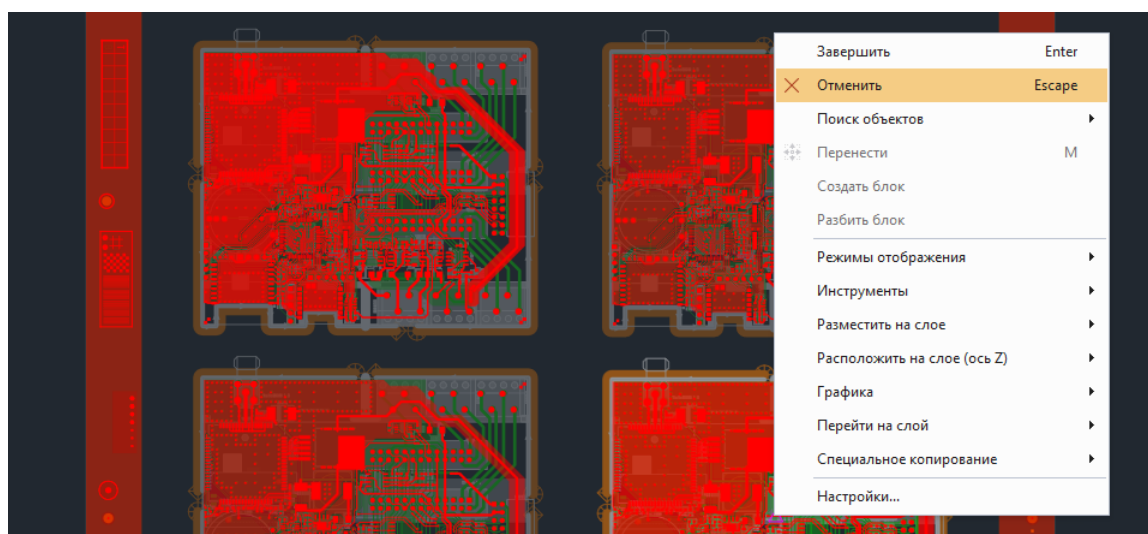 Завершить Enter
Отменить Escape
Поиск объектов
Перенести M
Создать блок
Разбить блок
Режимы отображения
Инструменты
Разместить на слое
Расположить на слое (ось Z)
Графика
Перейти на слой
Специальное копирование
Настройки...